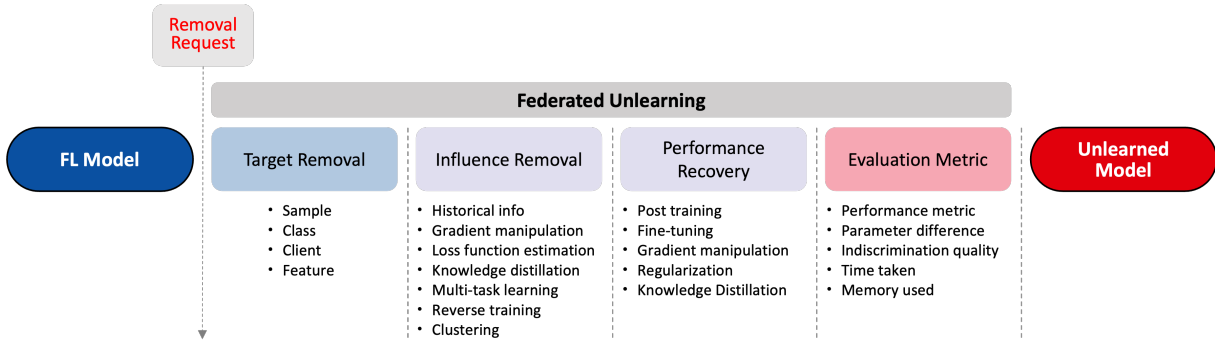 Removal
Request
Federated Unlearning
FL Model
Target Removal
Influence Removal
Performance
Recovery
Evaluation Metric
Unlearned
Model
• Sample
• Class
• Client
• Feature
• Historical info
• Gradient manipulation
• Loss function estimation
• Knowledge distillation
• Multi-task learning
• Reverse training
• Clustering
• Post training
• Fine-tuning
• Gradient manipulation
• Regularization
• Knowledge Distillation
• Performance metric
• Parameter difference
• Indiscrimination quality
• Time taken
• Memory used